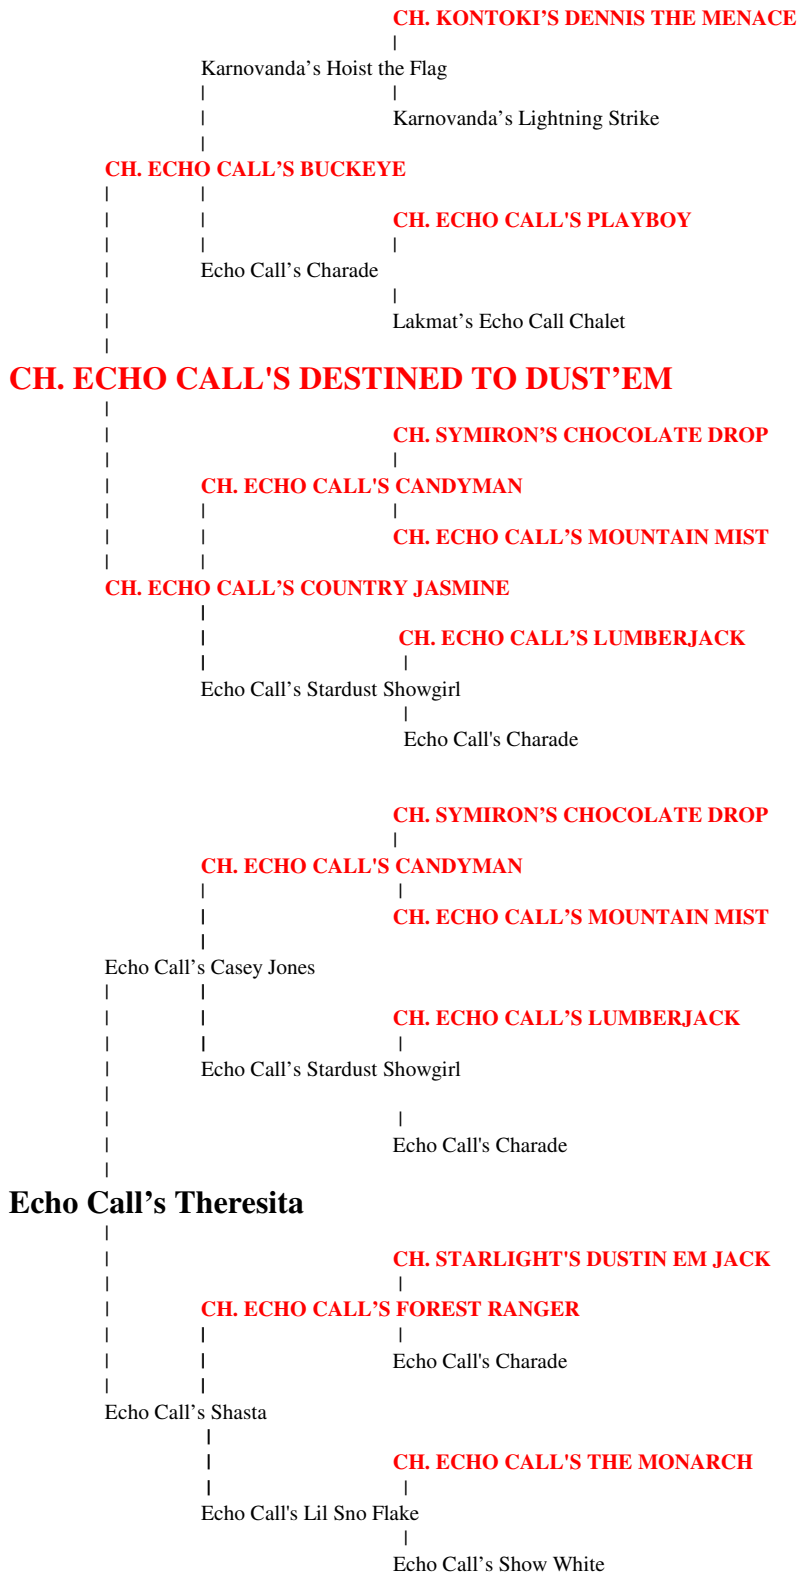 CH. KONTOKI’S DENNIS THE MENACE
Karnovanda’s Hoist the Flag
Karnovanda’s Lightning Strike
CH. ECHO CALL’S BUCKEYE
CH. ECHO CALL'S PLAYBOY
Echo Call’s Charade
Lakmat’s Echo Call Chalet
CH. ECHO CALL'S DESTINED TO DUST’EM
CH. SYMIRON’S CHOCOLATE DROP
CH. ECHO CALL'S CANDYMAN
CH. ECHO CALL’S MOUNTAIN MIST
CH. ECHO CALL’S COUNTRY JASMINE
CH. ECHO CALL’S LUMBERJACK
Echo Call’s Stardust Showgirl
Echo Call's Charade
CH. SYMIRON’S CHOCOLATE DROP
CH. ECHO CALL'S CANDYMAN
CH. ECHO CALL’S MOUNTAIN MIST
Echo Call’s Casey Jones
CH. ECHO CALL’S LUMBERJACK
Echo Call’s Stardust Showgirl
Echo Call's Charade
Echo Call’s Theresita
CH. STARLIGHT'S DUSTIN EM JACK
CH. ECHO CALL’S FOREST RANGER
Echo Call's Charade
Echo Call’s Shasta
CH. ECHO CALL'S THE MONARCH
Echo Call's Lil Sno Flake
Echo Call’s Show White